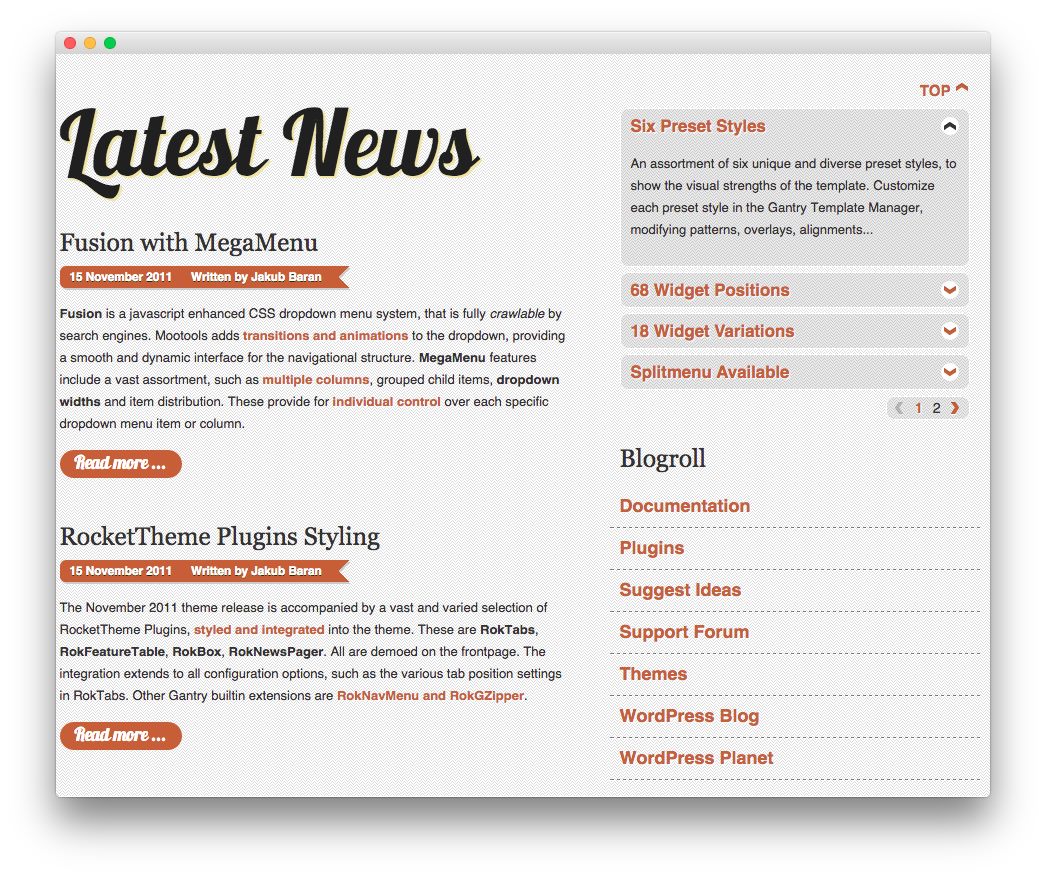 Latest News
Fusion with MegaMenu
15 November 2011 Written by Jakub Baran
Fusion is a javascript enhanced CSS dropdown menu system, that is fully crawlable by
search engines. Mootools adds transitions and animations to the dropdown, providing
a smooth and dynamic interface for the navigational structure. MegaMenu features
include a vast assortment, such as multiple columns, grouped child items, dropdown
widths and item distribution. These provide for individual control over each specific
dropdown menu item or column.
Read more ...
RocketTheme Plugins Styling
15 November 2011 Written by Jakub Baran
The November 2011 theme release is accompanied by a vast and varied selection of
RocketTheme Plugins, styled and integrated into the theme. These are RokTabs,
RokFeatureTable, RokBox, RokNewsPager. All are demoed on the frontpage. The
integration extends to all configuration options, such as the various tab position settings
in RokTabs. Other Gantry builtin extensions are RokNavMenu and RokGZipper.
Read more ...
TOP
Six Preset Styles
An assortment of six unique and diverse preset styles, to
show the visual strengths of the template. Customize
each preset style in the Gantry Template Manager,
modifying patterns, overlays, alignments...
68 Widget Positions
18 Widget Variations
Splitmenu Available
1 2
Blogroll
Documentation
Plugins
Suggest Ideas
Support Forum
Themes
WordPress Blog
WordPress Planet